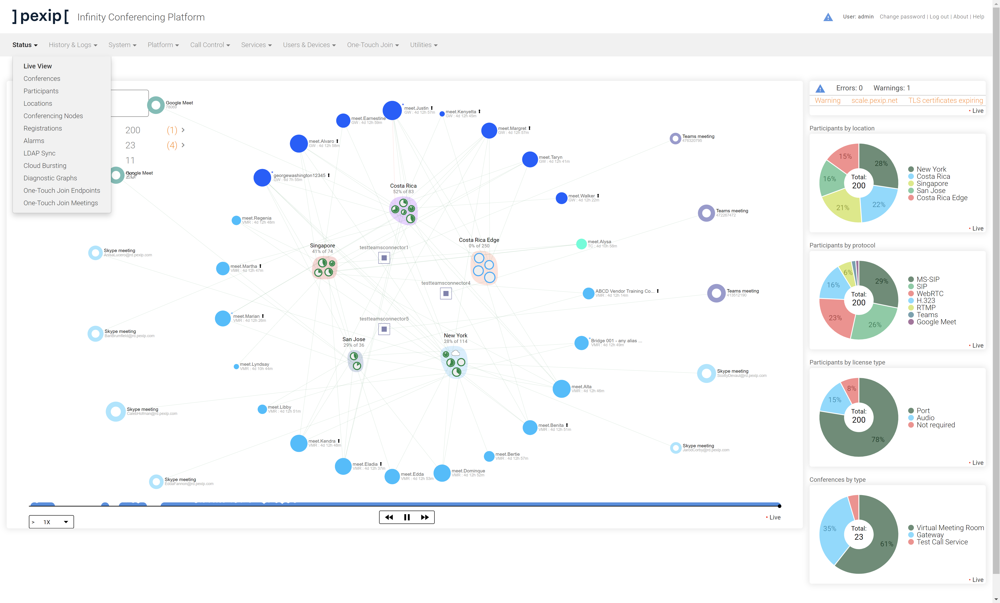 ]pexip[ Infinity Conferencing Platform
User: admin Change password | Log out | About | Help
Status History & Logs System Platform Call Control Services Users & Devices One-Touch Join Utilities
Live View
Conferences
Participants
Locations
Conferencing Nodes
Registrations
Alarms
LDAP Sync
Cloud Bursting
Diagnostic Graphs
One-Touch Join Endpoints
One-Touch Join Meetings
200 (1)
23 (4)
11
20
Google Meet
78069
Google Meet
meet.Earnestine
GW : 4d 12h 59m
meet.Justin
GW : 4d 12h 57m
meet.Kenyetta
GW : 4d 12h 45m
meet.Margret
GW : 4d 12h 57m
meet.Alvaro
GW : 4d 12h 58m
meet.Taryn
GW : 4d 12h 41m
georgewashington12345
GW : 6d 7h 55m
meet.Walker
GW : 4d 12h 22m
Teams meeting
476320795
Teams meeting
472267472
Teams meeting
413512190
Costa Rica
52% of 83
Costa Rica Edge
0% of 250
Singapore
41% of 74
testteamsconnector1
testteamsconnector4
testteamsconnector5
San Jose
29% of 36
New York
28% of 114
meet.Regenia
VMR : 4d 12h 48m
meet.Alysa
TC : 4d 10h 58m
Skype meeting
AnisaLucero@rd.pexip.com
meet.Martha
VMR : 4d 12h 47m
ABCD Vendor Training Co...
VMR : 4d 12h 14m
meet.Marian
VMR : 4d 12h 26m
Skype meeting
BariBrumfield@rd.pexip.com
Bridge 001 - any alias ...
VMR : 4d 12h 49m
meet.Lyndsay
VMR : 4d 10h 44m
Skype meeting
ScottyDevaul@rd.pexip.com
meet.Alta
VMR : 4d 12h 46m
Skype meeting
CalebHofman@rd.pexip.com
meet.Libby
VMR : 4d 12h 51m
meet.Benita
VMR : 4d 12h 51m
meet.Kendra
VMR : 4d 12h 48m
Skype meeting
JarodCorby@rd.pexip.com
meet.Bertie
VMR : 4d 12h 57m
meet.Eladia
VMR : 4d 12h 37m
meet.Edda
VMR : 4d 12h 53m
meet.Dominque
VMR : 4d 12h 52m
Skype meeting
EddaFannon@rd.pexip.com
> 1X
• Live
Errors: 0 Warnings: 1
Warning scale.pexip.net TLS certificates expiring
• Live
Participants by location
28%
22%
21%
16%
15%
Total:
200
New York
Costa Rica
Singapore
San Jose
Costa Rica Edge
• Live
Participants by protocol
29%
26%
23%
16%
6%
Total:
200
MS-SIP
SIP
WebRTC
H.323
RTMP
Teams
Google Meet
• Live
Participants by license type
78%
15%
8%
Total:
200
Port
Audio
Not required
• Live
Conferences by type
61%
35%
Total:
23
Virtual Meeting Room
Gateway
Test Call Service
• Live